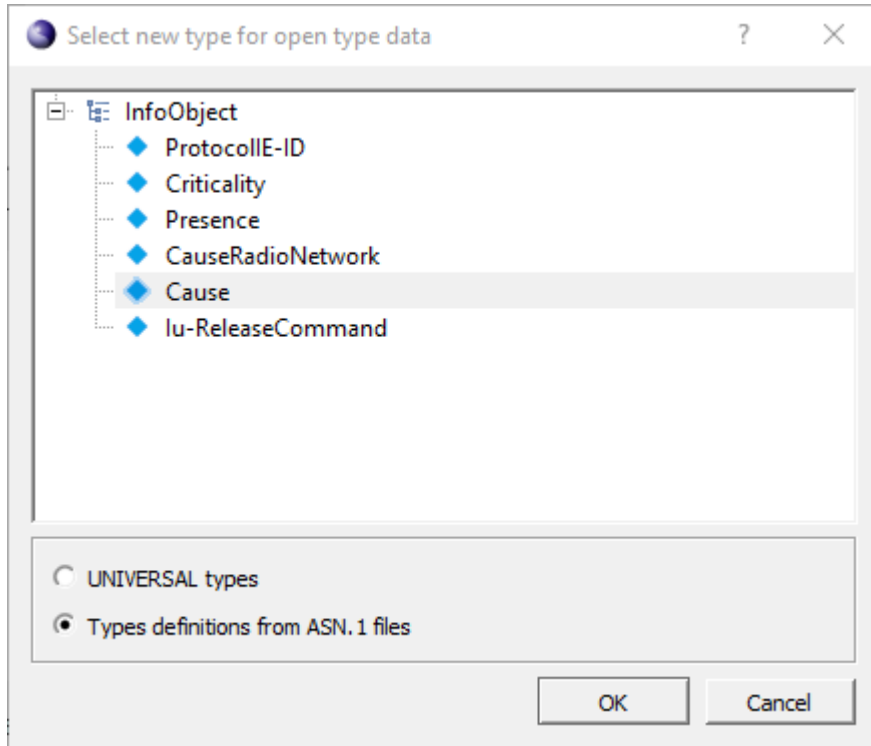 Select new type for open type data
InfoObject
ProtocolIE-ID
Criticality
Presence
CauseRadioNetwork
Cause
Iu-ReleaseCommand
UNIVERSAL types
Types definitions from ASN.1 files
OK Cancel